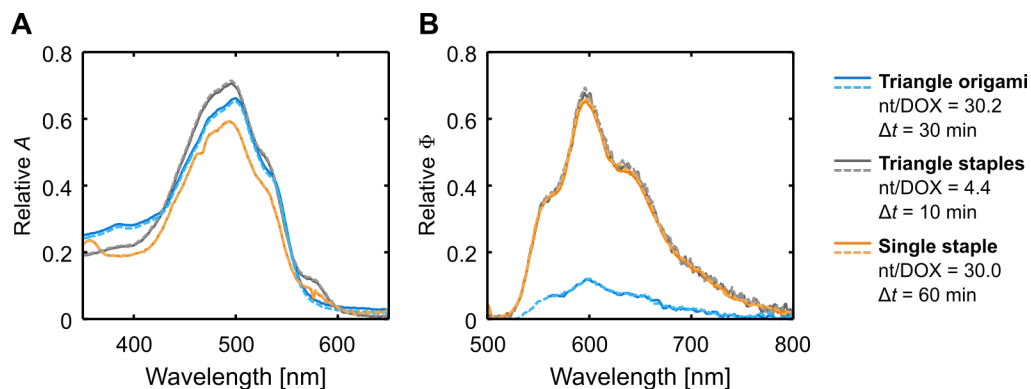 A
B
0.8
0.6
0.4
0.2
0
400
500
600
Relative A
Wavelength [nm]
0.8
0.6
0.4
0.2
0
500
600
700
800
Relative Φ
Wavelength [nm]
Triangle origami
nt/DOX = 30.2
Δt = 30 min
Triangle staples
nt/DOX = 4.4
Δt = 10 min
Single staple
nt/DOX = 30.0
Δt = 60 min